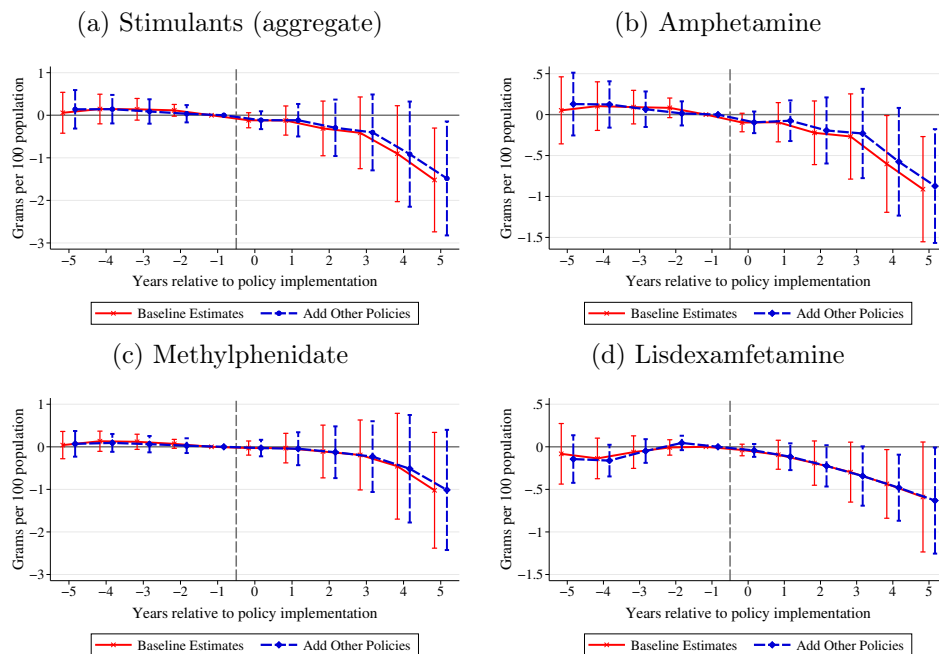 (a) Stimulants (aggregate)
Grams per 100 population
1
0
−1
−2
−3
−5 −4 −3 −2 −1 0 1 2 3 4 5
Years relative to policy implementation
Baseline Estimates Add Other Policies
(b) Amphetamine
Grams per 100 population
.5
0
−.5
−1
−1.5
−5 −4 −3 −2 −1 0 1 2 3 4 5
Years relative to policy implementation
Baseline Estimates Add Other Policies
(c) Methylphenidate
Grams per 100 population
1
0
−1
−2
−3
−5 −4 −3 −2 −1 0 1 2 3 4 5
Years relative to policy implementation
Baseline Estimates Add Other Policies
(d) Lisdexamfetamine
Grams per 100 population
.5
0
−.5
−1
−1.5
−5 −4 −3 −2 −1 0 1 2 3 4 5
Years relative to policy implementation
Baseline Estimates Add Other Policies